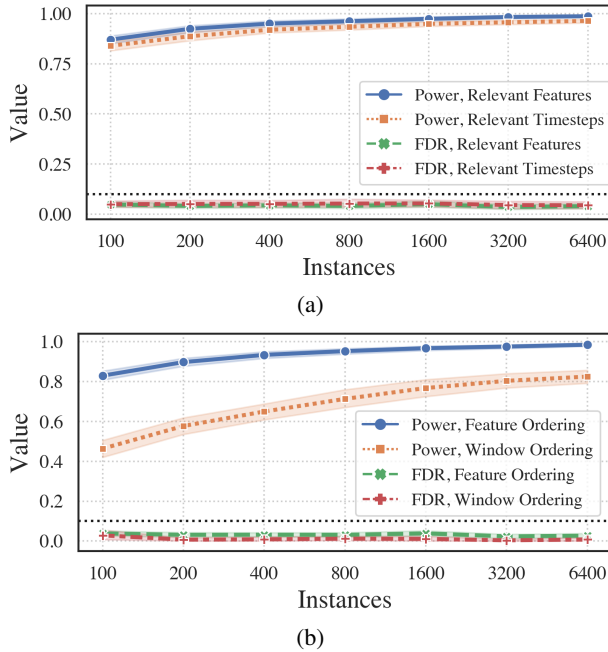 1.00
0.75
0.50
0.25
0.00
Value
Power, Relevant Features
Power, Relevant Timesteps
FDR, Relevant Features
FDR, Relevant Timesteps
100 200 400 800 1600 3200 6400
Instances
(a)
1.0
0.8
0.6
0.4
0.2
0.0
Value
Power, Feature Ordering
Power, Window Ordering
FDR, Feature Ordering
FDR, Window Ordering
100 200 400 800 1600 3200 6400
Instances
(b)